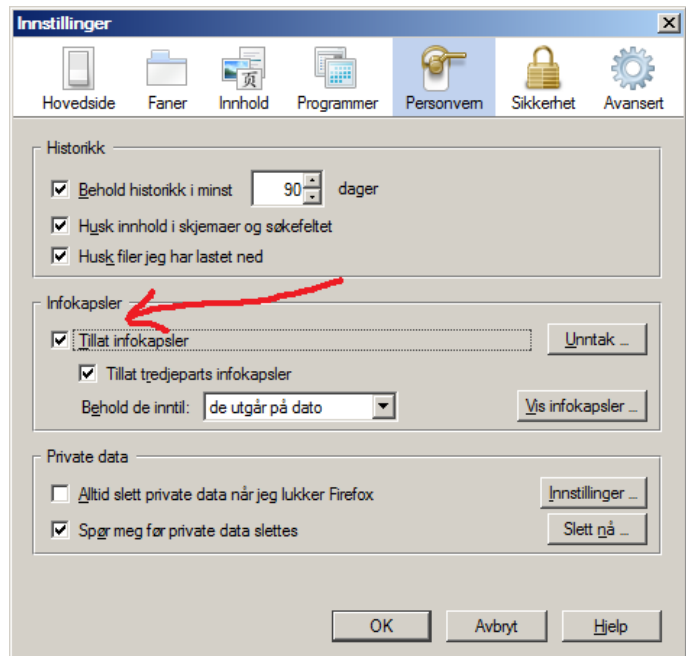 Innstillinger
Hovedside Faner Innhold Programmer Personvern Sikkerhet Avansert
页
Historikk
Behold historikk i minst 90 dager
Husk innhold i skjemaer og søkefeltet
Husk filer jeg har lastet ned
Infokapsler
Tillat infokapsler Unntak ...
Tillat tredjeparts infokapsler
Behold de inntil: de utgår på dato Vis infokapsler ...
Private data
Alltid slett private data når jeg lukker Firefox Innstillinger ...
Spør meg før private data slettes Slett nå ...
OK Avbryt Hjelp